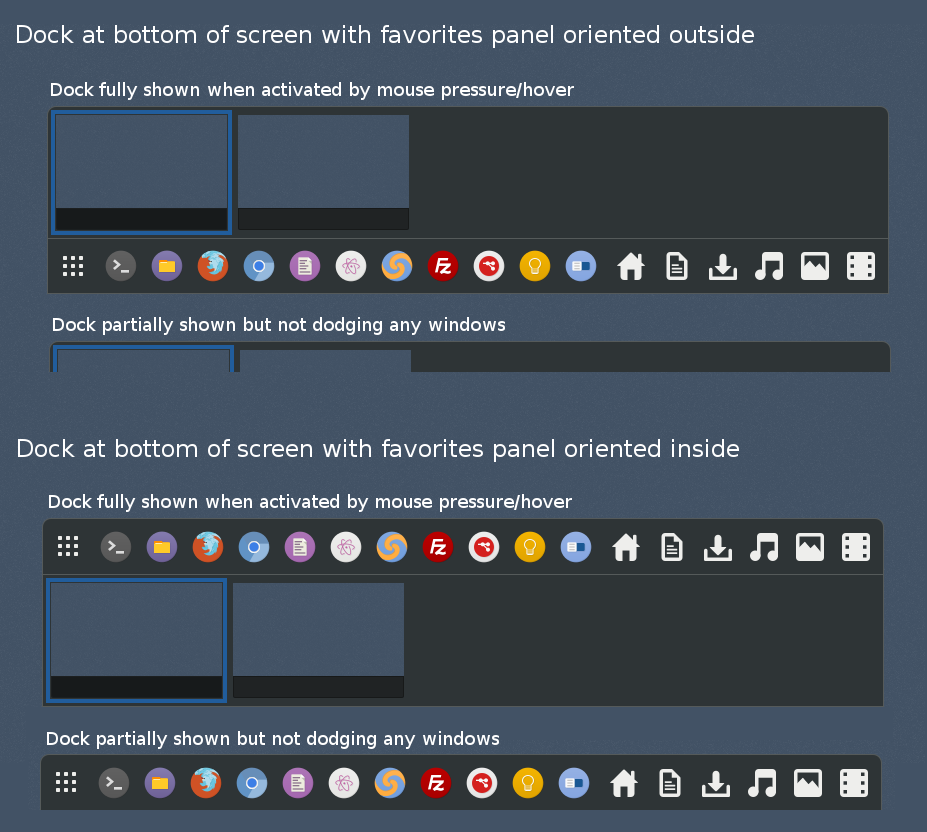 Dock at bottom of screen with favorites panel oriented outside
Dock fully shown when activated by mouse pressure/hover
Dock partially shown but not dodging any windows
Dock at bottom of screen with favorites panel oriented inside
Dock fully shown when activated by mouse pressure/hover
Dock partially shown but not dodging any windows